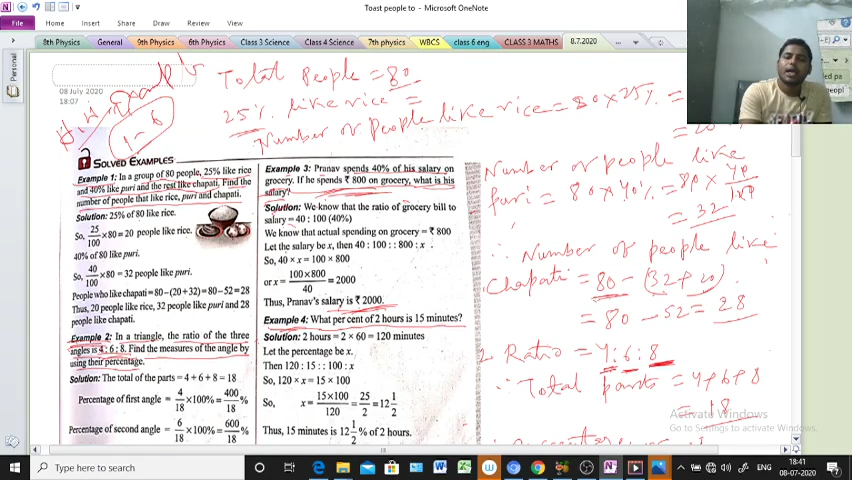 Toast people to - Microsoft OneNote
File Home Insert Share Draw Review View
8th Physics General 9th Physics 6th Physics Class 3 Science Class 4 Science 7th physics WBCS class 6 eng CLASS 3 MATHS 8.7.2020
Personal
08 July 2020
18:07
1-6
Total People = 80
25% like rice =
Number of People like rice = 80 x 25% =
Number of people like
Puri = 80 x 40% = 80 x 40
= 32
∴ Number of people like
Chapati = 80 - (32+20)
= 80 - 52 = 28
2 Ratio = 4:6:8
∴ Total parts = 4+6+8
= 18
SOLVED EXAMPLES
Example 1: In a group of 80 people, 25% like rice
and 40% like puri and the rest like chapati. Find the
number of people that like rice, puri and chapati.
Solution: 25% of 80 like rice.
So, 25/100 ×80=20 people like rice.
40% of 80 like puri.
So, 40/100 ×80= 32 people like puri.
People who like chapati=80–(20+32)=80–52=28
Thus, 20 people like rice, 32 people like puri and 28
people like chapati.
Example 2: In a triangle, the ratio of the three
angles is 4 : 6 : 8. Find the measures of the angle by
using their percentage.
Solution: The total of the parts = 4 + 6 + 8 = 18
Percentage of first angle = 4/18 ×100% = 400/18 %
Percentage of second angle = 6/18 ×100% = 600/18 %
Example 3: Pranav spends 40% of his salary on
grocery. If he spends ₹ 800 on grocery, what is his
salary?
Solution: We know that the ratio of grocery bill to
salary = 40 : 100 (40%)
We know that actual spending on grocery = ₹ 800
Let the salary be x, then 40 : 100 : : 800 : x
So, 40 × x = 100 × 800
or x = 100×800/40 = 2000
Thus, Pranav's salary is ₹ 2000.
Example 4: What per cent of 2 hours is 15 minutes?
Solution: 2 hours = 2 × 60 = 120 minutes
Let the percentage be x.
Then 120 : 15 : : 100 : x
So, 120 × x = 15 × 100
So, x = 15×100/120 = 25/2 = 12 1/2
Thus, 15 minutes is 12 1/2 % of 2 hours.
Activate Windows
Go to Settings to activate Windows.
Type here to search
ENG
18:41
08-07-2020